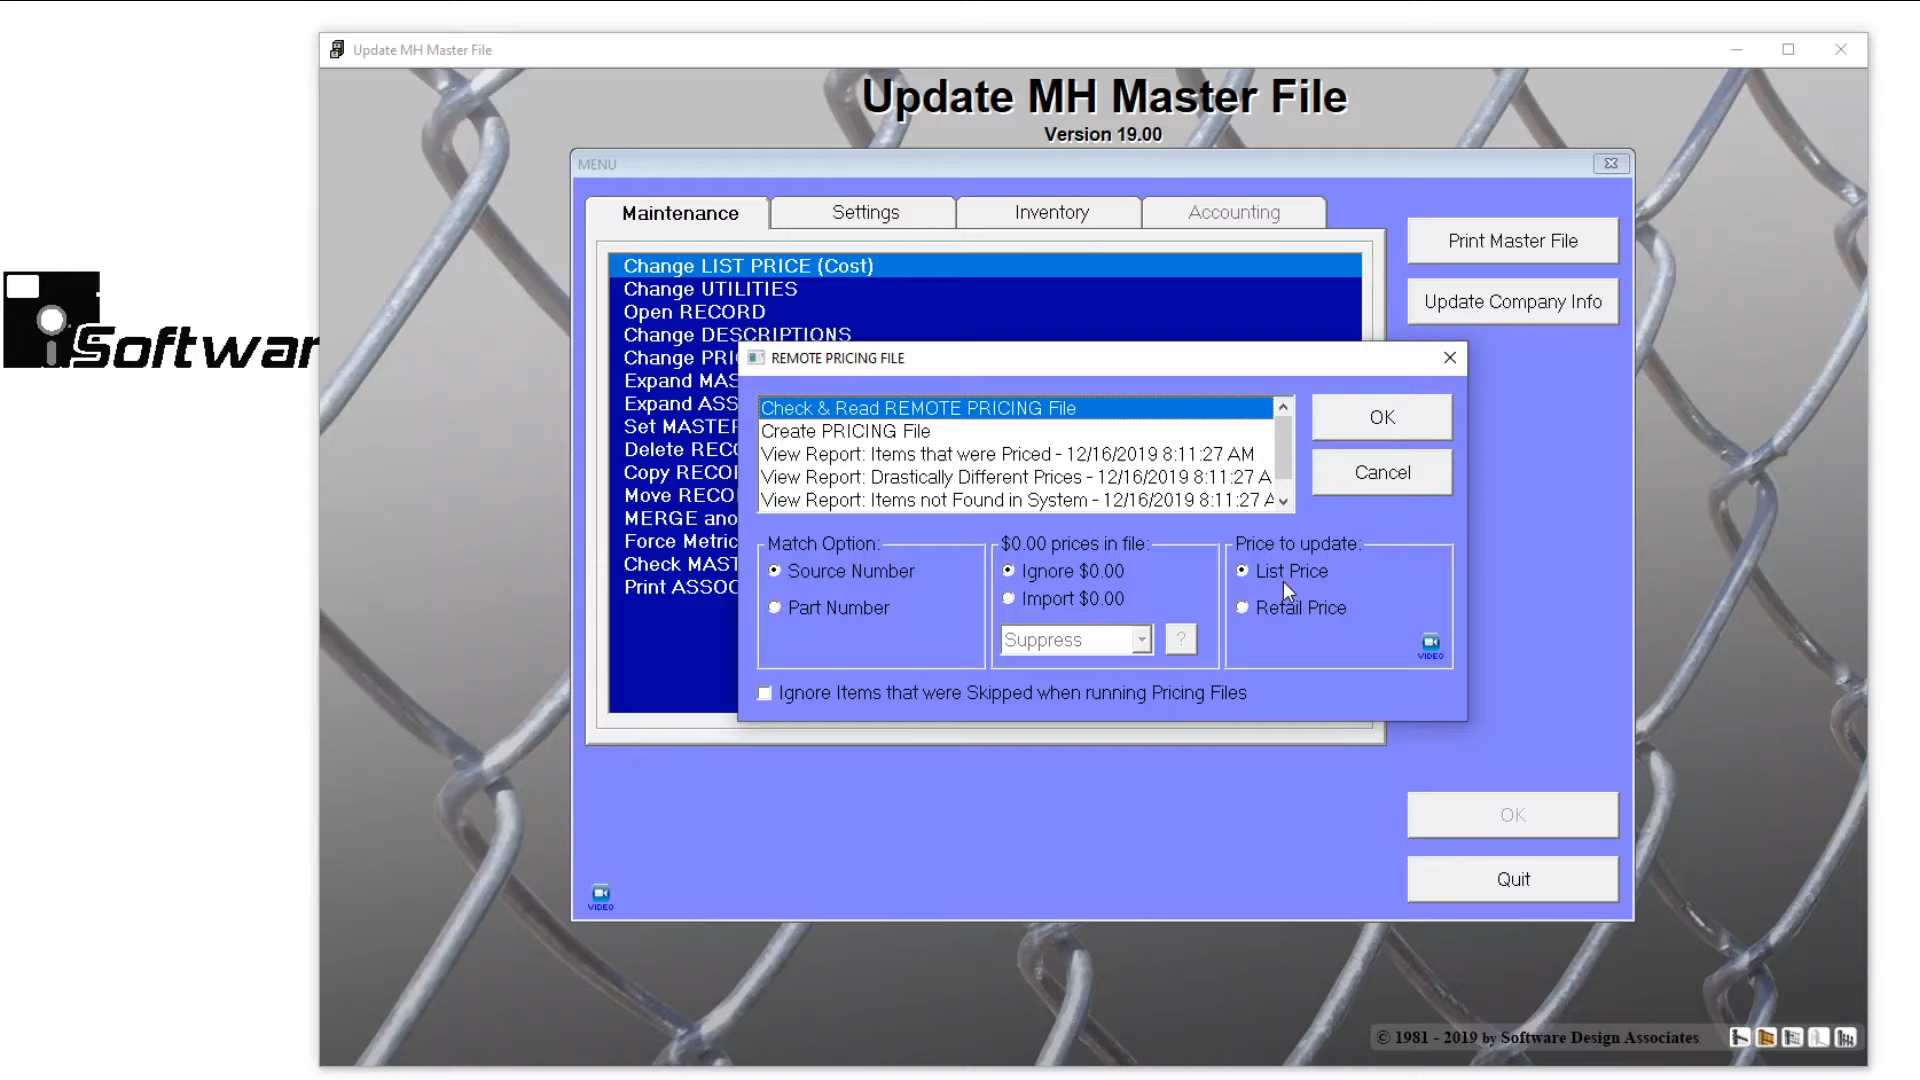 Update MH Master File
Update MH Master File
Version 19.00
MENU
Maintenance
Settings
Inventory
Accounting
Print Master File
Update Company Info
Change LIST PRICE (Cost)
Change UTILITIES
Open RECORD
Change DESCRIPTIONS
Change PRI
Expand MAS
Expand ASS
Set MASTER
Delete RECO
Copy RECOR
Move RECO
MERGE ano
Force Metric
Check MAST
Print ASSOC
Softwar
REMOTE PRICING FILE
Check & Read REMOTE PRICING File
Create PRICING File
View Report: Items that were Priced - 12/16/2019 8:11:27 AM
View Report: Drastically Different Prices - 12/16/2019 8:11:27 A
View Report: Items not Found in System - 12/16/2019 8:11:27 A
OK
Cancel
Match Option:
Source Number
Part Number
$0.00 prices in file:
Ignore $0.00
Import $0.00
Suppress
?
Price to update:
List Price
Retail Price
VIDEO
Ignore Items that were Skipped when running Pricing Files
OK
Quit
VIDEO
© 1981 - 2019 by Software Design Associates